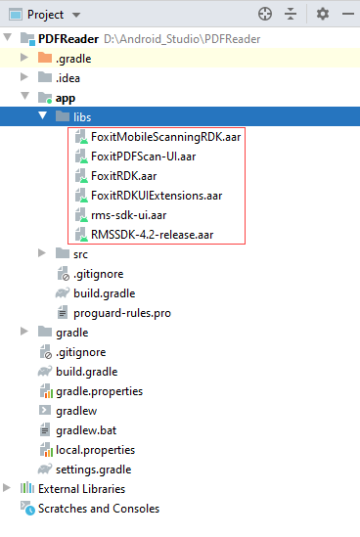 Project
PDFReader D:\Android_Studio\PDFReader
.gradle
.idea
app
libs
FoxitMobileScanningRDK.aar
FoxitPDFScan-UI.aar
FoxitRDK.aar
FoxitRDKUIExtensions.aar
rms-sdk-ui.aar
RMSSDK-4.2-release.aar
src
.gitignore
build.gradle
proguard-rules.pro
gradle
.gitignore
build.gradle
gradle.properties
gradlew
gradlew.bat
local.properties
settings.gradle
External Libraries
Scratches and Consoles